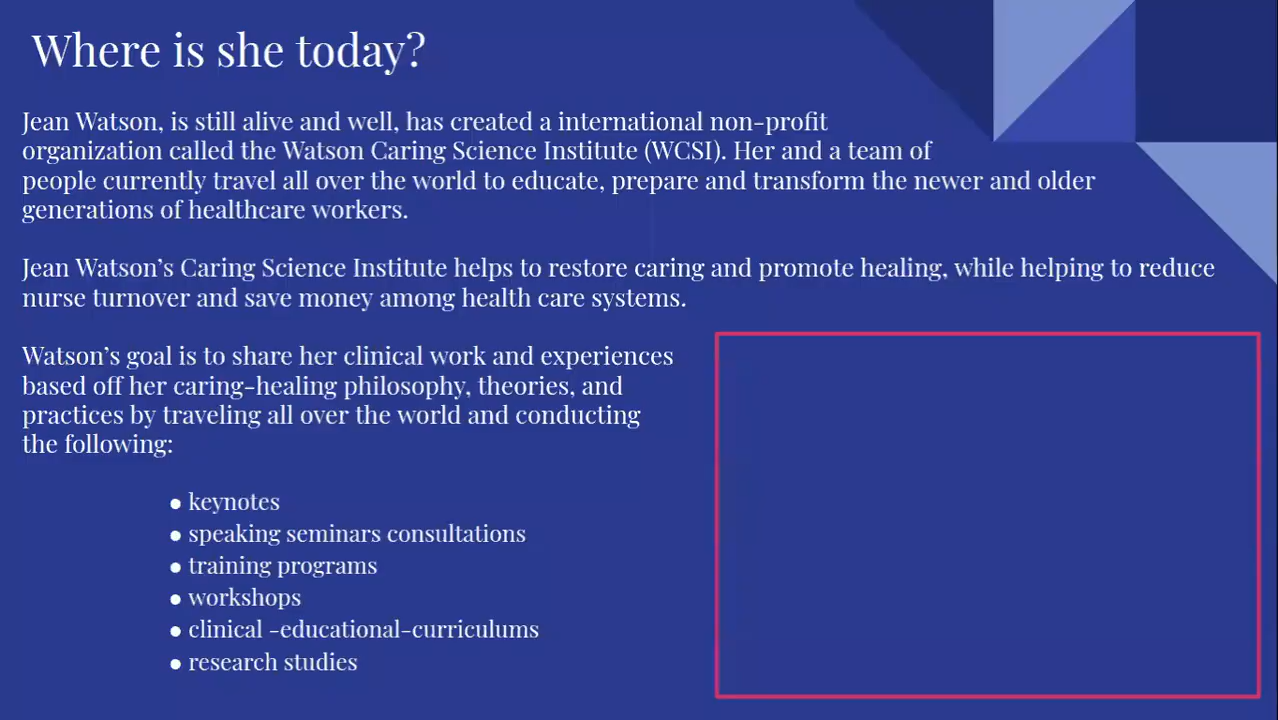 Where is she today?
Jean Watson, is still alive and well, has created a international non-profit
organization called the Watson Caring Science Institute (WCSI). Her and a team of
people currently travel all over the world to educate, prepare and transform the newer and older
generations of healthcare workers.
Jean Watson’s Caring Science Institute helps to restore caring and promote healing, while helping to reduce
nurse turnover and save money among health care systems.
Watson’s goal is to share her clinical work and experiences
based off her caring-healing philosophy, theories, and
practices by traveling all over the world and conducting
the following:
● keynotes
● speaking seminars consultations
● training programs
● workshops
● clinical -educational-curriculums
● research studies